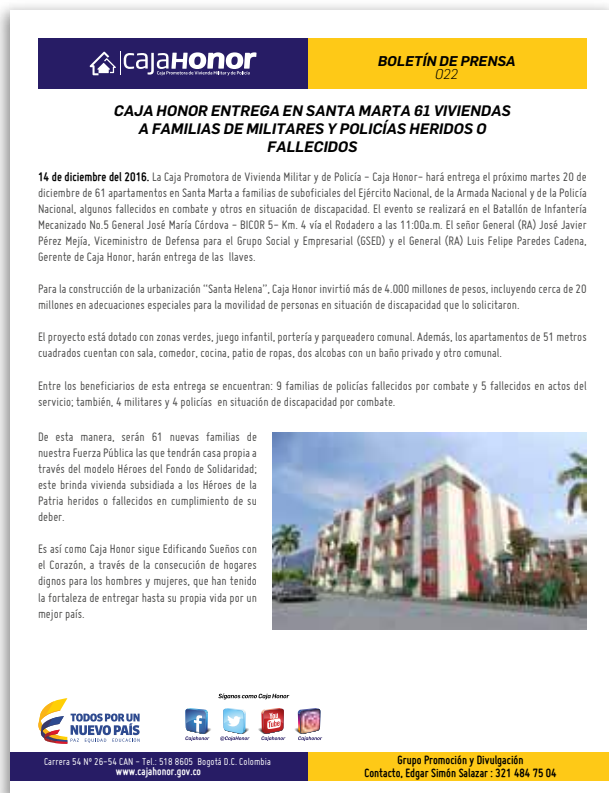 cajaHonor
Caja Promotora de Vivienda Militar y de Policía
BOLETÍN DE PRENSA
022
CAJA HONOR ENTREGA EN SANTA MARTA 61 VIVIENDAS
A FAMILIAS DE MILITARES Y POLICÍAS HERIDOS O
FALLECIDOS
14 de diciembre del 2016. La Caja Promotora de Vivienda Militar y de Policía – Caja Honor– hará entrega el próximo martes 20 de
diciembre de 61 apartamentos en Santa Marta a familias de suboficiales del Ejército Nacional, de la Armada Nacional y de la Policía
Nacional, algunos fallecidos en combate y otros en situación de discapacidad. El evento se realizará en el Batallón de Infantería
Mecanizado No.5 General José María Córdova – BICOR 5– Km. 4 vía el Rodadero a las 11:00a.m. El señor General (RA) José Javier
Pérez Mejía, Viceministro de Defensa para el Grupo Social y Empresarial (GSED) y el General (RA) Luis Felipe Paredes Cadena,
Gerente de Caja Honor, harán entrega de las llaves.
Para la construcción de la urbanización "Santa Helena", Caja Honor invirtió más de 4.000 millones de pesos, incluyendo cerca de 20
millones en adecuaciones especiales para la movilidad de personas en situación de discapacidad que lo solicitaron.
El proyecto está dotado con zonas verdes, juego infantil, portería y parqueadero comunal. Además, los apartamentos de 51 metros
cuadrados cuentan con sala, comedor, cocina, patio de ropas, dos alcobas con un baño privado y otro comunal.
Entre los beneficiarios de esta entrega se encuentran: 9 familias de policías fallecidos por combate y 5 fallecidos en actos del
servicio; también, 4 militares y 4 policías en situación de discapacidad por combate.
De esta manera, serán 61 nuevas familias de
nuestra Fuerza Pública las que tendrán casa propia a
través del modelo Héroes del Fondo de Solidaridad;
este brinda vivienda subsidiada a los Héroes de la
Patria heridos o fallecidos en cumplimiento de su
deber.
Es así como Caja Honor sigue Edificando Sueños con
el Corazón, a través de la consecución de hogares
dignos para los hombres y mujeres, que han tenido
la fortaleza de entregar hasta su propia vida por un
mejor país.
TODOS POR UN
NUEVO PAÍS
PAZ EQUIDAD EDUCACIÓN
Síganos como Caja Honor
You
Tube
Cajahonor @CajaHonor Cajahonor Cajahonor
Carrera 54 Nº 26-54 CAN - Tel.: 518 8605 Bogotá D.C. Colombia
www.cajahonor.gov.co
Grupo Promoción y Divulgación
Contacto, Edgar Simón Salazar : 321 484 75 04